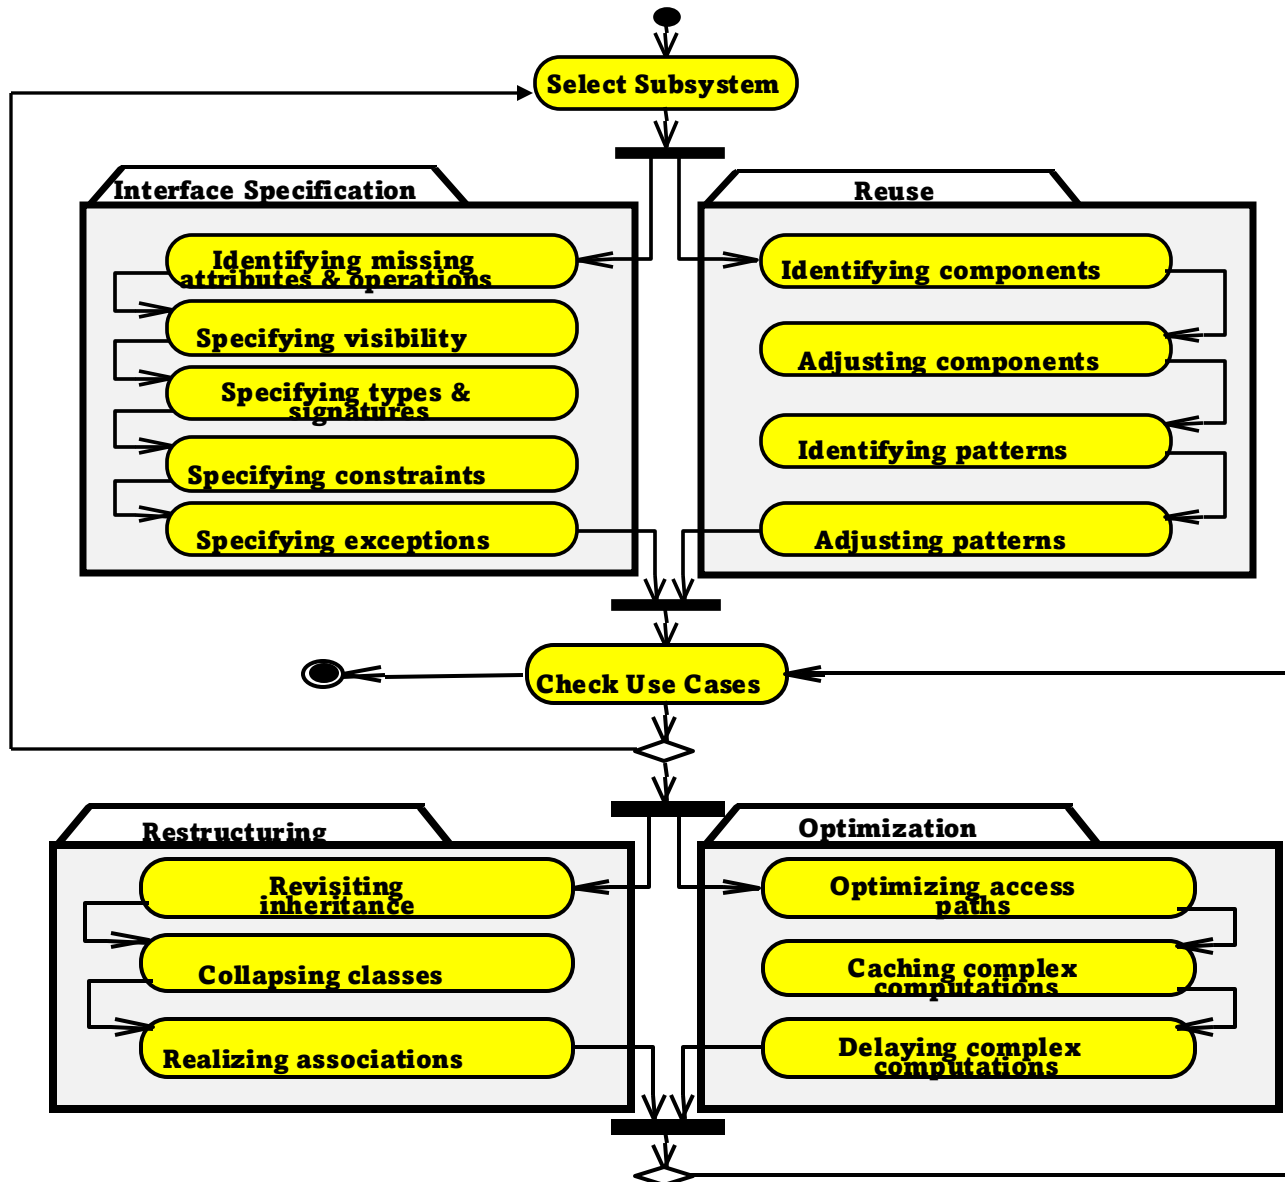 Select Subsystem
Interface Specification
Identifying missing
attributes & operations
Specifying visibility
Specifying types &
signatures
Specifying constraints
Specifying exceptions
Reuse
Identifying components
Adjusting components
Identifying patterns
Adjusting patterns
Check Use Cases
Restructuring
Revisiting
inheritance
Collapsing classes
Realizing associations
Optimization
Optimizing access
paths
Caching complex
computations
Delaying complex
computations